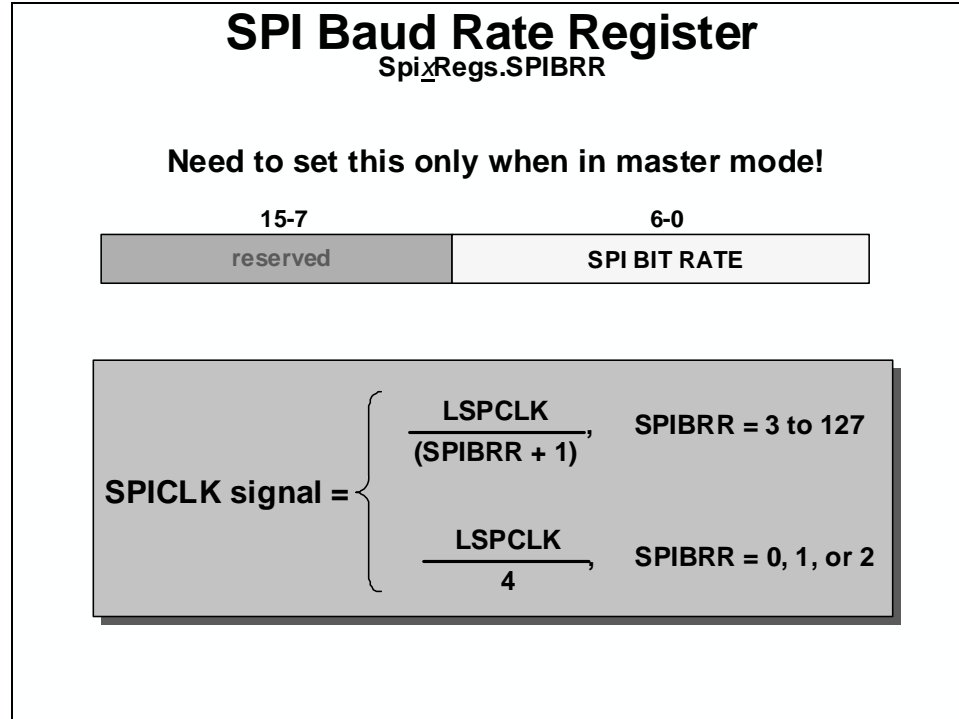 SPI Baud Rate Register
SpixRegs.SPIBRR
Need to set this only when in master mode!
15-7 6-0
reserved SPI BIT RATE
SPICLK signal =
LSPCLK
(SPIBRR + 1)
, SPIBRR = 3 to 127
LSPCLK
4
, SPIBRR = 0, 1, or 2